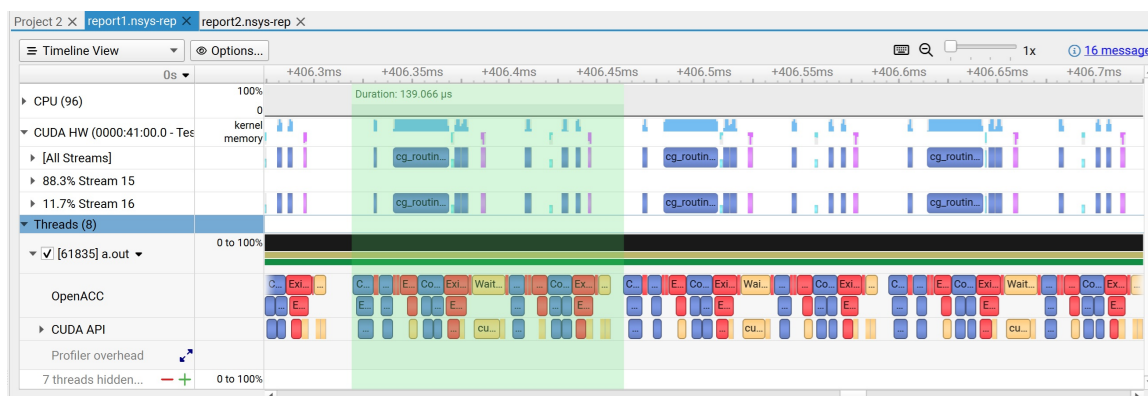 Project 2 × report1.nsys-rep × report2.nsys-rep ×
Timeline View Options... 1x 16 message
0s +406.3ms +406.35ms +406.4ms +406.45ms +406.5ms +406.55ms +406.6ms +406.65ms +406.7ms
CPU (96) 100% 0 Duration: 139.066 µs
CUDA HW (0000:41:00.0 - Tes kernel memory
[All Streams] cg_routin... cg_routin... cg_routin...
88.3% Stream 15
11.7% Stream 16 cg_routin... cg_routin... cg_routin...
Threads (8)
[61835] a.out 0 to 100%
OpenACC
C... Exi... ... C... ... E... Co... Exi... Wait... ... ... Co... Ex... ... C... ... E... Co... Exi... Wai... ... ... Co... Exi... ... C... ... E... Co... Exi... Wait... ... ... Co... Ex...
CUDA API cu... cu... cu...
Profiler overhead
7 threads hidden... 0 to 100%